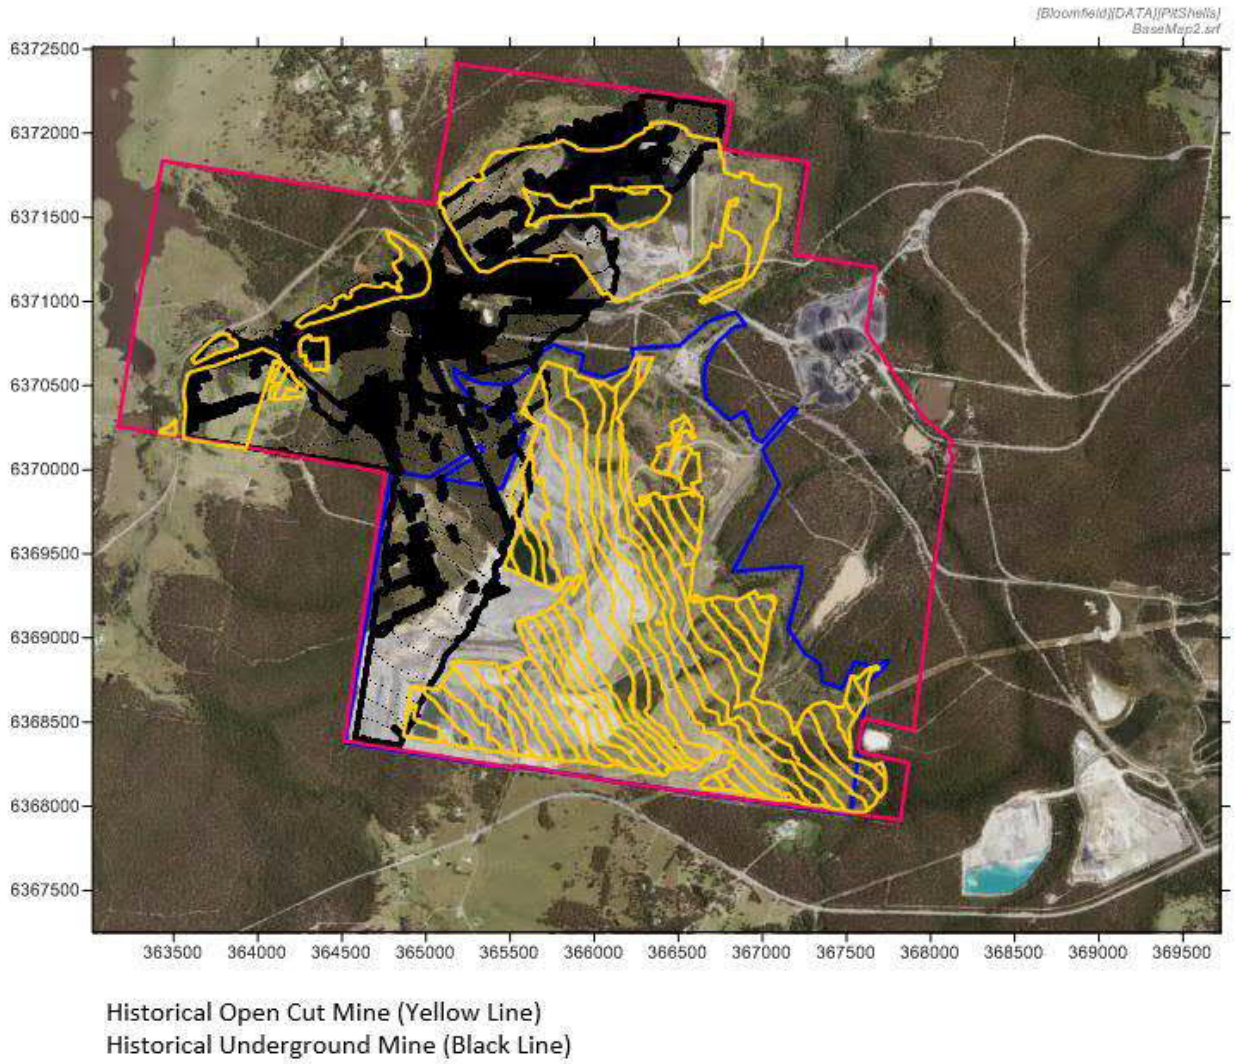 [Bloomfield][DATA][PitShells]
BaseMap2.srf
6372500
6372000
6371500
6371000
6370500
6370000
6369500
6369000
6368500
6368000
6367500
363500 364000 364500 365000 365500 366000 366500 367000 367500 368000 368500 369000 369500
Historical Open Cut Mine (Yellow Line)
Historical Underground Mine (Black Line)